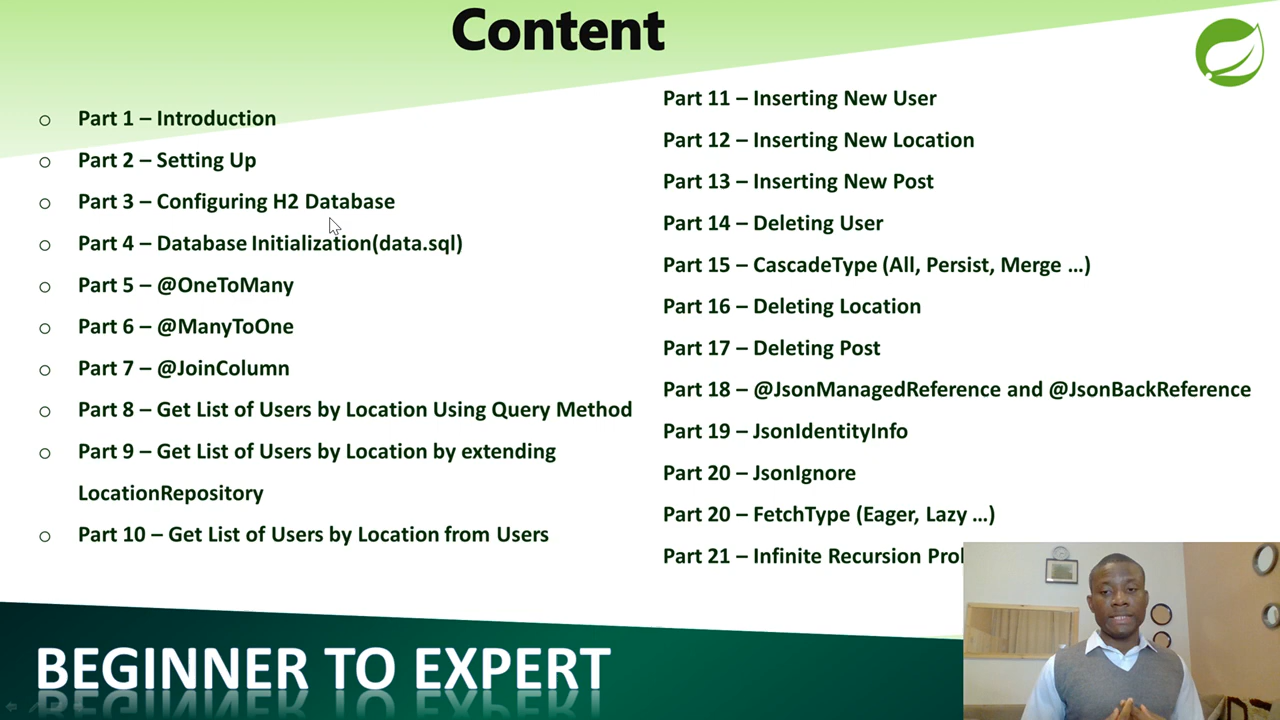 Content
Part 1 – Introduction
Part 2 – Setting Up
Part 3 – Configuring H2 Database
Part 4 – Database Initialization(data.sql)
Part 5 – @OneToMany
Part 6 – @ManyToOne
Part 7 – @JoinColumn
Part 8 – Get List of Users by Location Using Query Method
Part 9 – Get List of Users by Location by extending
LocationRepository
Part 10 – Get List of Users by Location from Users
Part 11 – Inserting New User
Part 12 – Inserting New Location
Part 13 – Inserting New Post
Part 14 – Deleting User
Part 15 – CascadeType (All, Persist, Merge ...)
Part 16 – Deleting Location
Part 17 – Deleting Post
Part 18 – @JsonManagedReference and @JsonBackReference
Part 19 – JsonIdentityInfo
Part 20 – JsonIgnore
Part 20 – FetchType (Eager, Lazy ...)
Part 21 – Infinite Recursion
BEGINNER TO EXPERT